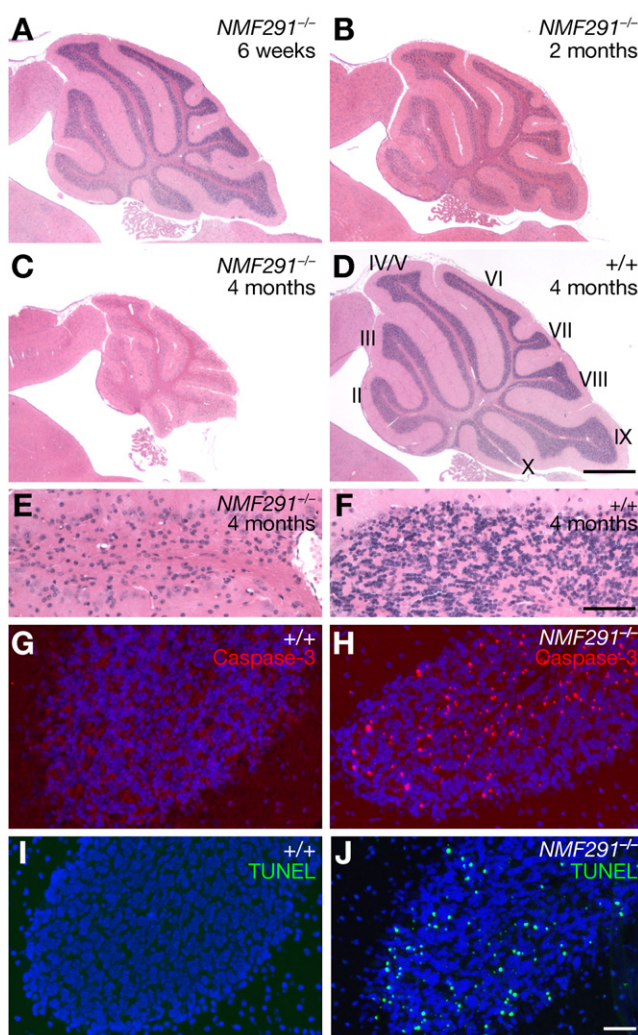 A
NMF291–/–
6 weeks
B
NMF291–/–
2 months
C
NMF291–/–
4 months
D
+/+
4 months
IV/V
VI
III
VII
VIII
II
IX
X
E
NMF291–/–
4 months
F
+/+
4 months
G
+/+
Caspase-3
H
NMF291–/–
Caspase-3
I
+/+
TUNEL
J
NMF291–/–
TUNEL